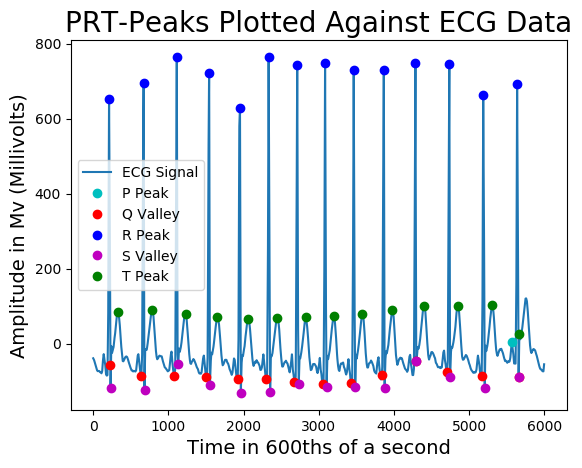 PRT-Peaks Plotted Against ECG Data
800
600
400
200
0
Amplitude in Mv (Millivolts)
ECG Signal
P Peak
Q Valley
R Peak
S Valley
T Peak
0 1000 2000 3000 4000 5000 6000
Time in 600ths of a second